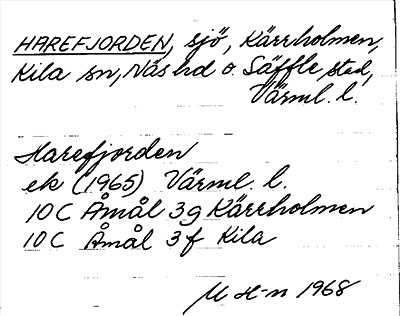 HAREFJORDEN, sjö, Kärrholmen,
Kila sn, Näs hd o. Säffle stad,
Värml. l.
Harefjorden
ek (1965) Värml. l.
10 C Åmål 3g Kärrholmen
10 C Åmål 3f Kila
M H-n 1968